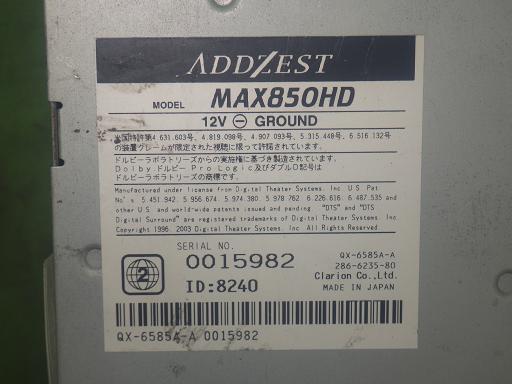 ADDZEST
MODEL MAX850HD
12V ⊖ GROUND
米国特許第4.631.603号、4.819.098号、4.907.093号、5.315.448号、6.516.132号
の装置クレームが限定された視聴に限って許諾されています。
ドルビーラボラトリーズからの実施権に基づき製造されています。
Dolby、ドルビー、Pro Logic及びダブルD記号は
ドルビーラボラトリーズの商標です。
Manufactured under license from Digital Theater Systems, Inc. U.S. Pat.
No's. 5.451.942, 5.956.674, 5.974.380, 5.978.762, 6.226.616, 6.487.535 and
other U.S. and world-wide patents issued and pending. "DTS" and "DTS
Digital Surround" are registered trademarks of Digital Theater Systems, Inc.
Copyright 1996, 2003 Digital Theater Systems, Inc. All Rights Reserved.
SERIAL NO.
0015982
QX-6585A-A
286-6235-80
2
ID:8240
Clarion Co.,Ltd.
MADE IN JAPAN
QX-6585A-A 0015982